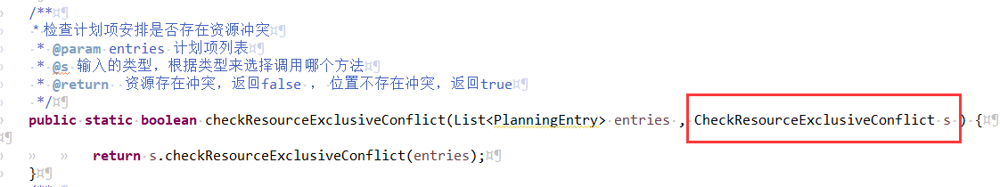 /**
 * 检查计划项安排是否存在资源冲突
 * @param entries 计划项列表
 * @s 输入的类型，根据类型来选择调用哪个方法
 * @return  资源存在冲突，返回false ， 位置不存在冲突，返回true
 */
public static boolean checkResourceExclusiveConflict(List<PlanningEntry> entries , CheckResourceExclusiveConflict s ) {

		return s.checkResourceExclusiveConflict(entries);
}